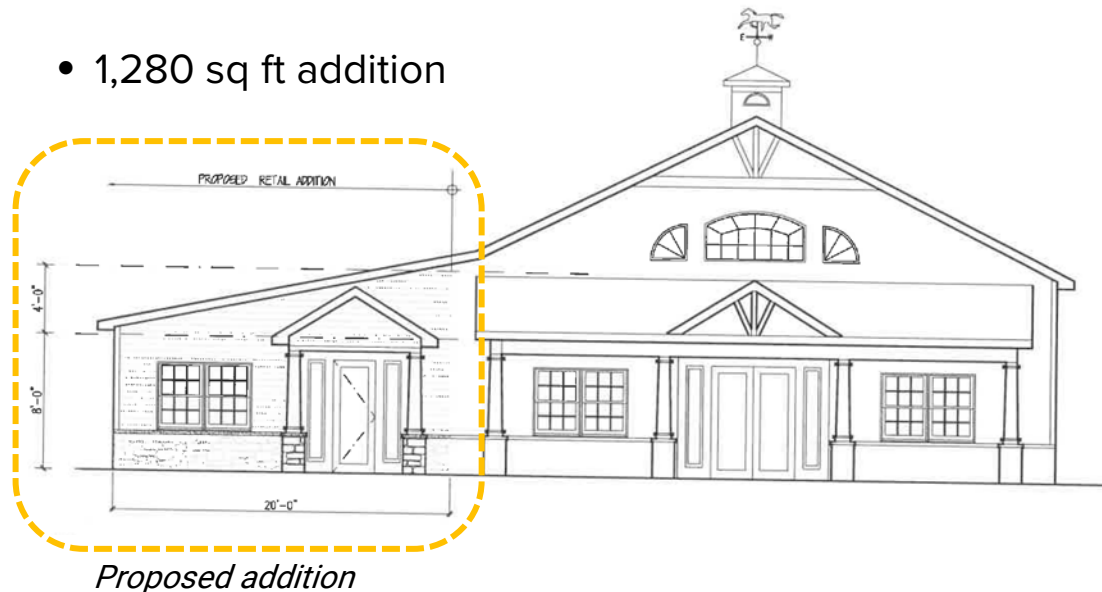 • 1,280 sq ft addition
PROPOSED RETAIL ADDITION
4'-0"
8'-0"
20'-0"
E
Proposed addition